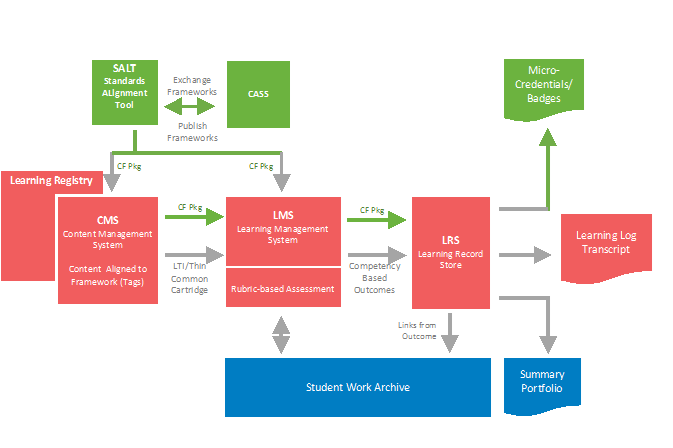 SALT
Standards
ALignment
Tool
Exchange
Frameworks
Publish
Frameworks
CASS
Micro-
Credentials/
Badges
CF Pkg
CF Pkg
Learning Registry
CMS
Content Management
System
Content Aligned to
Framework (Tags)
CF Pkg
LTI/Thin
Common
Cartridge
LMS
Learning Management
System
Rubric-based Assessment
CF Pkg
Competency
Based
Outcomes
LRS
Learning Record
Store
Learning Log
Transcript
Links from
Outcome
Student Work Archive
Summary
Portfolio